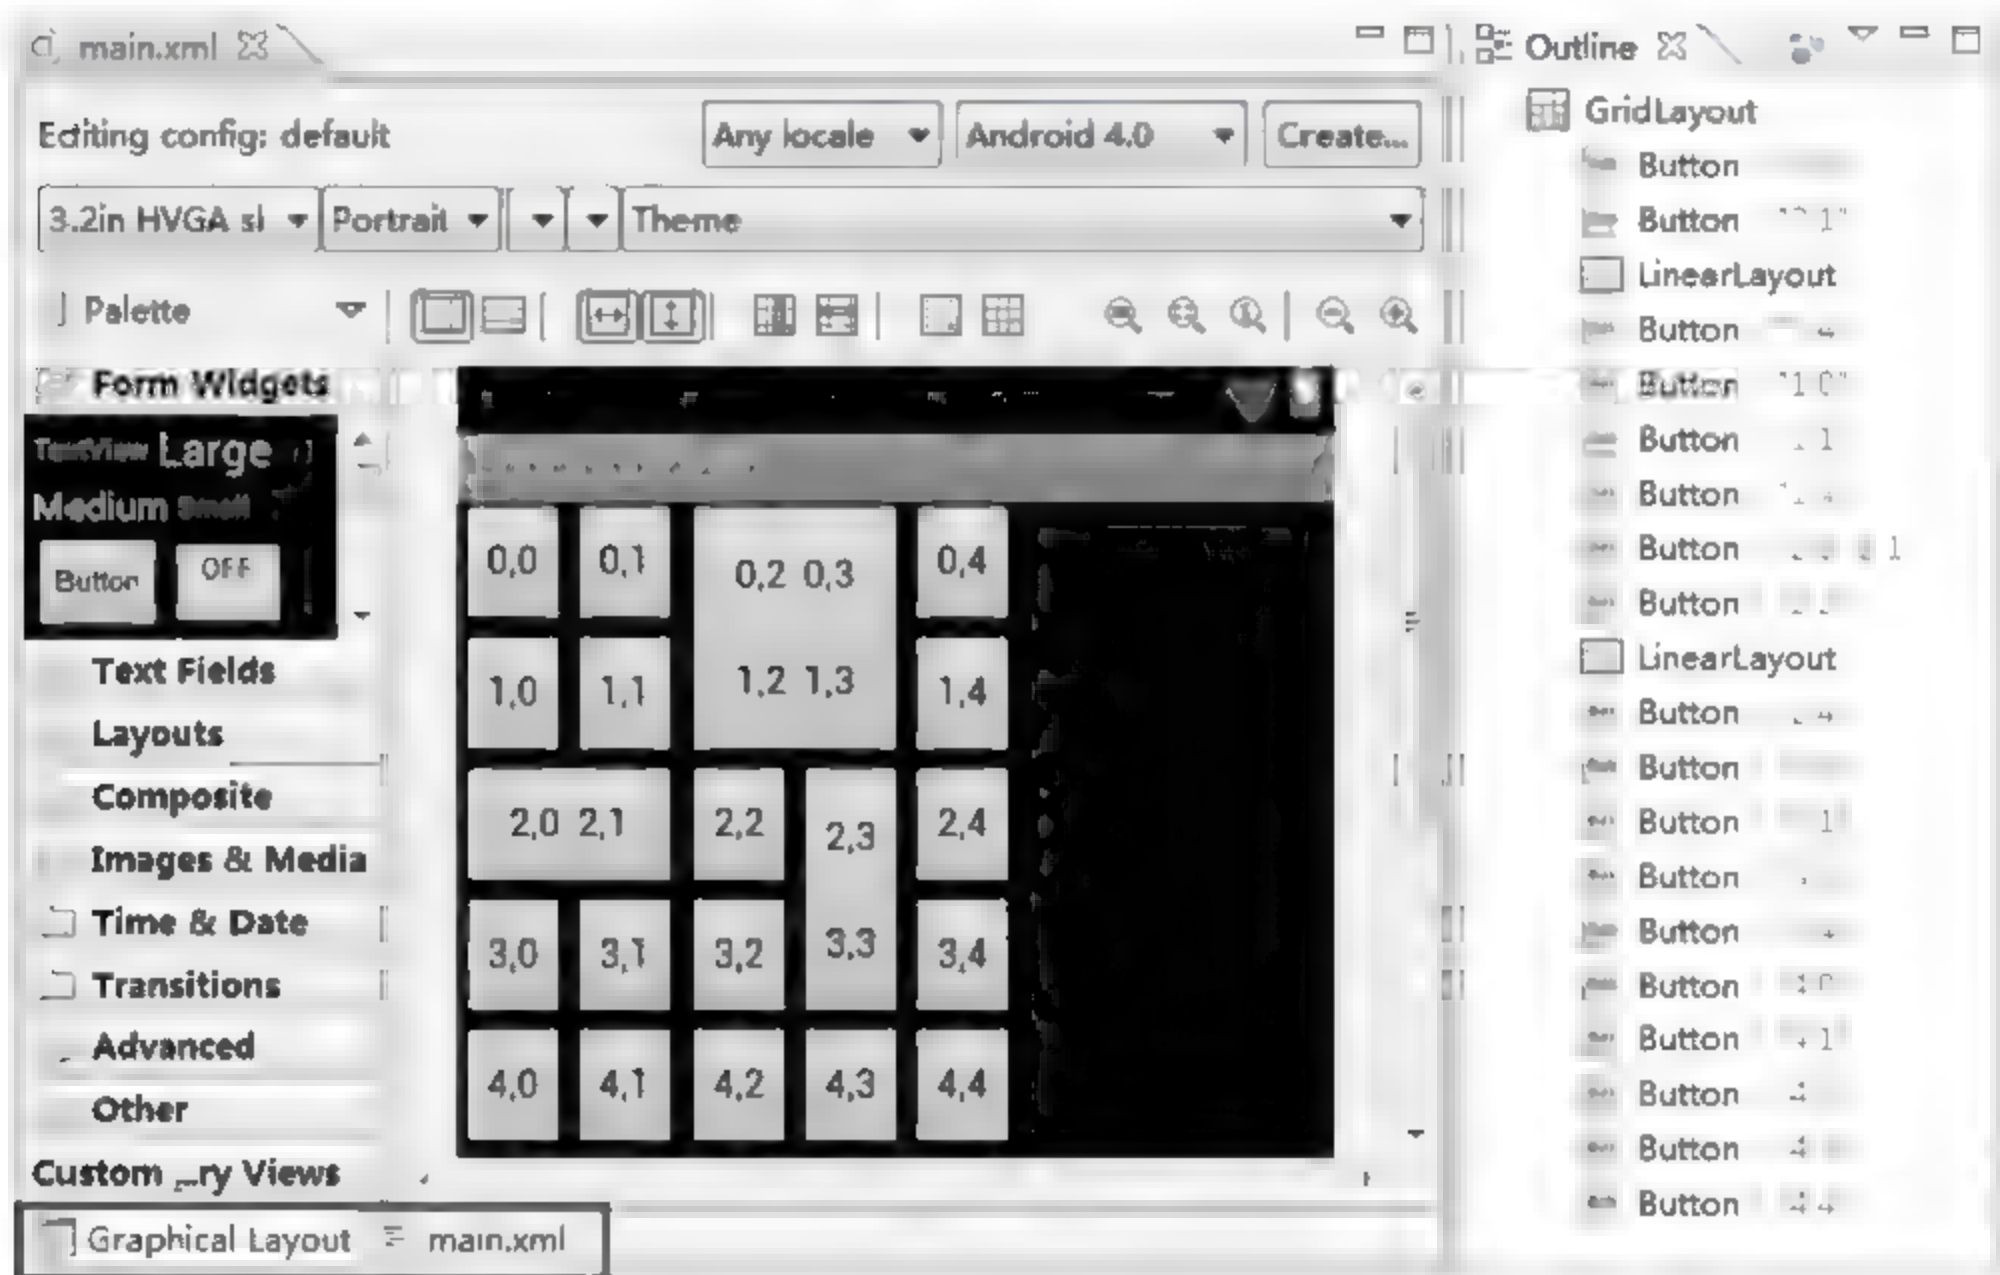 main.xml
Outline
Editing config: default
Any locale
Android 4.0
Create...
3.2in HVGA sl
Portrait
Theme
Palette
Form Widgets
TextView Large
Medium Small
Button
OFF
Text Fields
Layouts
Composite
Images & Media
Time & Date
Transitions
Advanced
Other
Custom ...ry Views
Graphical Layout
main.xml
0,0 0,1 0,2 0,3 0,4
1,0 1,1 1,2 1,3 1,4
2,0 2,1 2,2 2,3 2,4
3,0 3,1 3,2 3,3 3,4
4,0 4,1 4,2 4,3 4,4
GridLayout
Button
Button
LinearLayout
Button
Button
Button
Button
Button
Button
LinearLayout
Button
Button
Button
Button
Button
Button
Button
Button
Button
Button